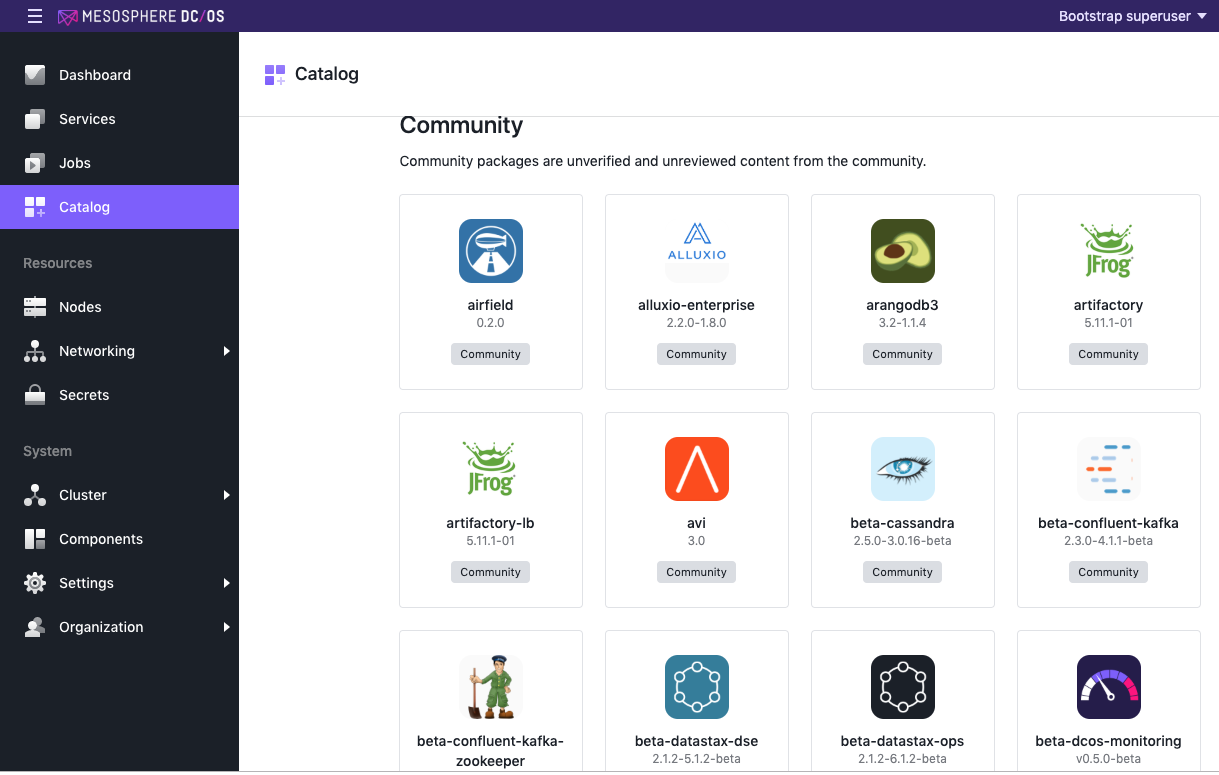 MESOSPHERE DC/OS
Bootstrap superuser
Dashboard
Services
Jobs
Catalog
Resources
Nodes
Networking
Secrets
System
Cluster
Components
Settings
Organization
Catalog
Community
Community packages are unverified and unreviewed content from the community.
airfield
0.2.0
Community
ALLUXIO
alluxio-enterprise
2.2.0-1.8.0
Community
arangodb3
3.2-1.1.4
Community
JFrog
artifactory
5.11.1-01
Community
JFrog
artifactory-lb
5.11.1-01
Community
avi
3.0
Community
beta-cassandra
2.5.0-3.0.16-beta
Community
beta-confluent-kafka
2.3.0-4.1.1-beta
Community
beta-confluent-kafka-
zookeeper
beta-datastax-dse
2.1.2-5.1.2-beta
beta-datastax-ops
2.1.2-6.1.2-beta
beta-dcos-monitoring
v0.5.0-beta